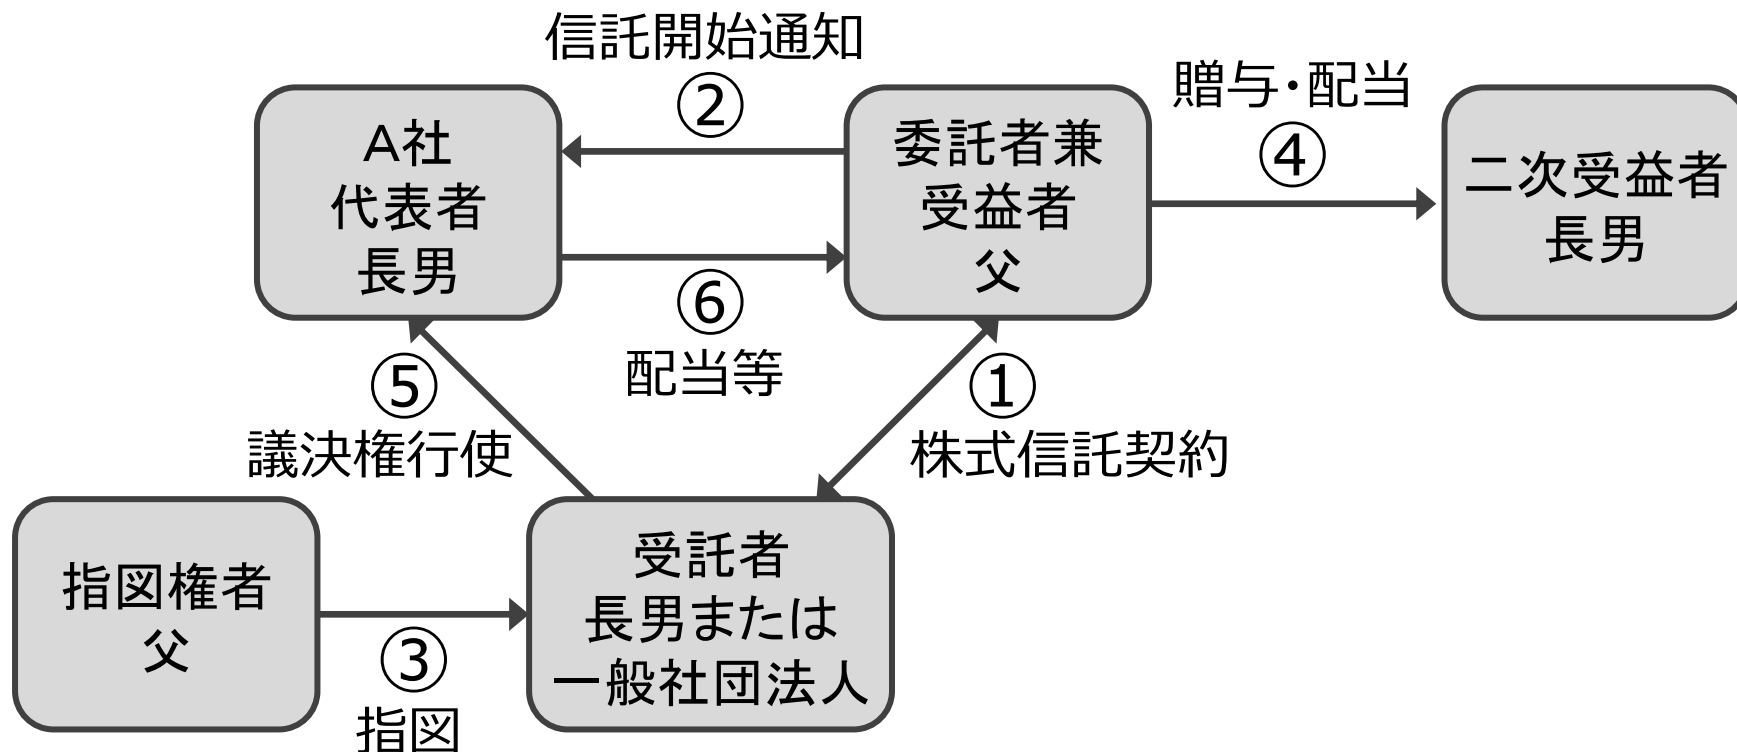 信託開始通知
②
贈与・配当
④
A社
代表者
長男
委託者兼
受益者
父
二次受益者
長男
⑥
配当等
⑤
議決権行使
①
株式信託契約
指図権者
父
③
指図
受託者
長男または
一般社団法人